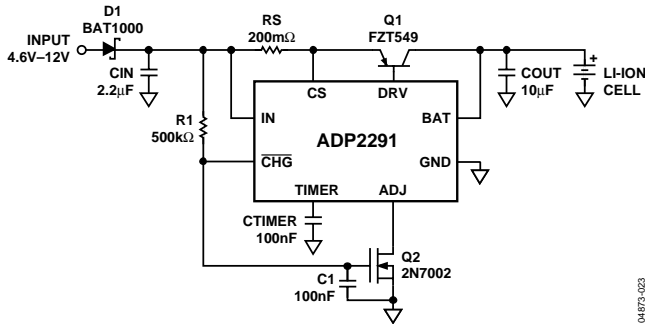 D1
BAT1000
INPUT
4.6V–12V
CIN
2.2µF
RS
200mΩ
Q1
FZT549
COUT
10µF
+
LI-ION
CELL
R1
500kΩ
CS
DRV
IN
BAT
ADP2291
CHG
GND
TIMER
ADJ
CTIMER
100nF
C1
100nF
Q2
2N7002
04873-023